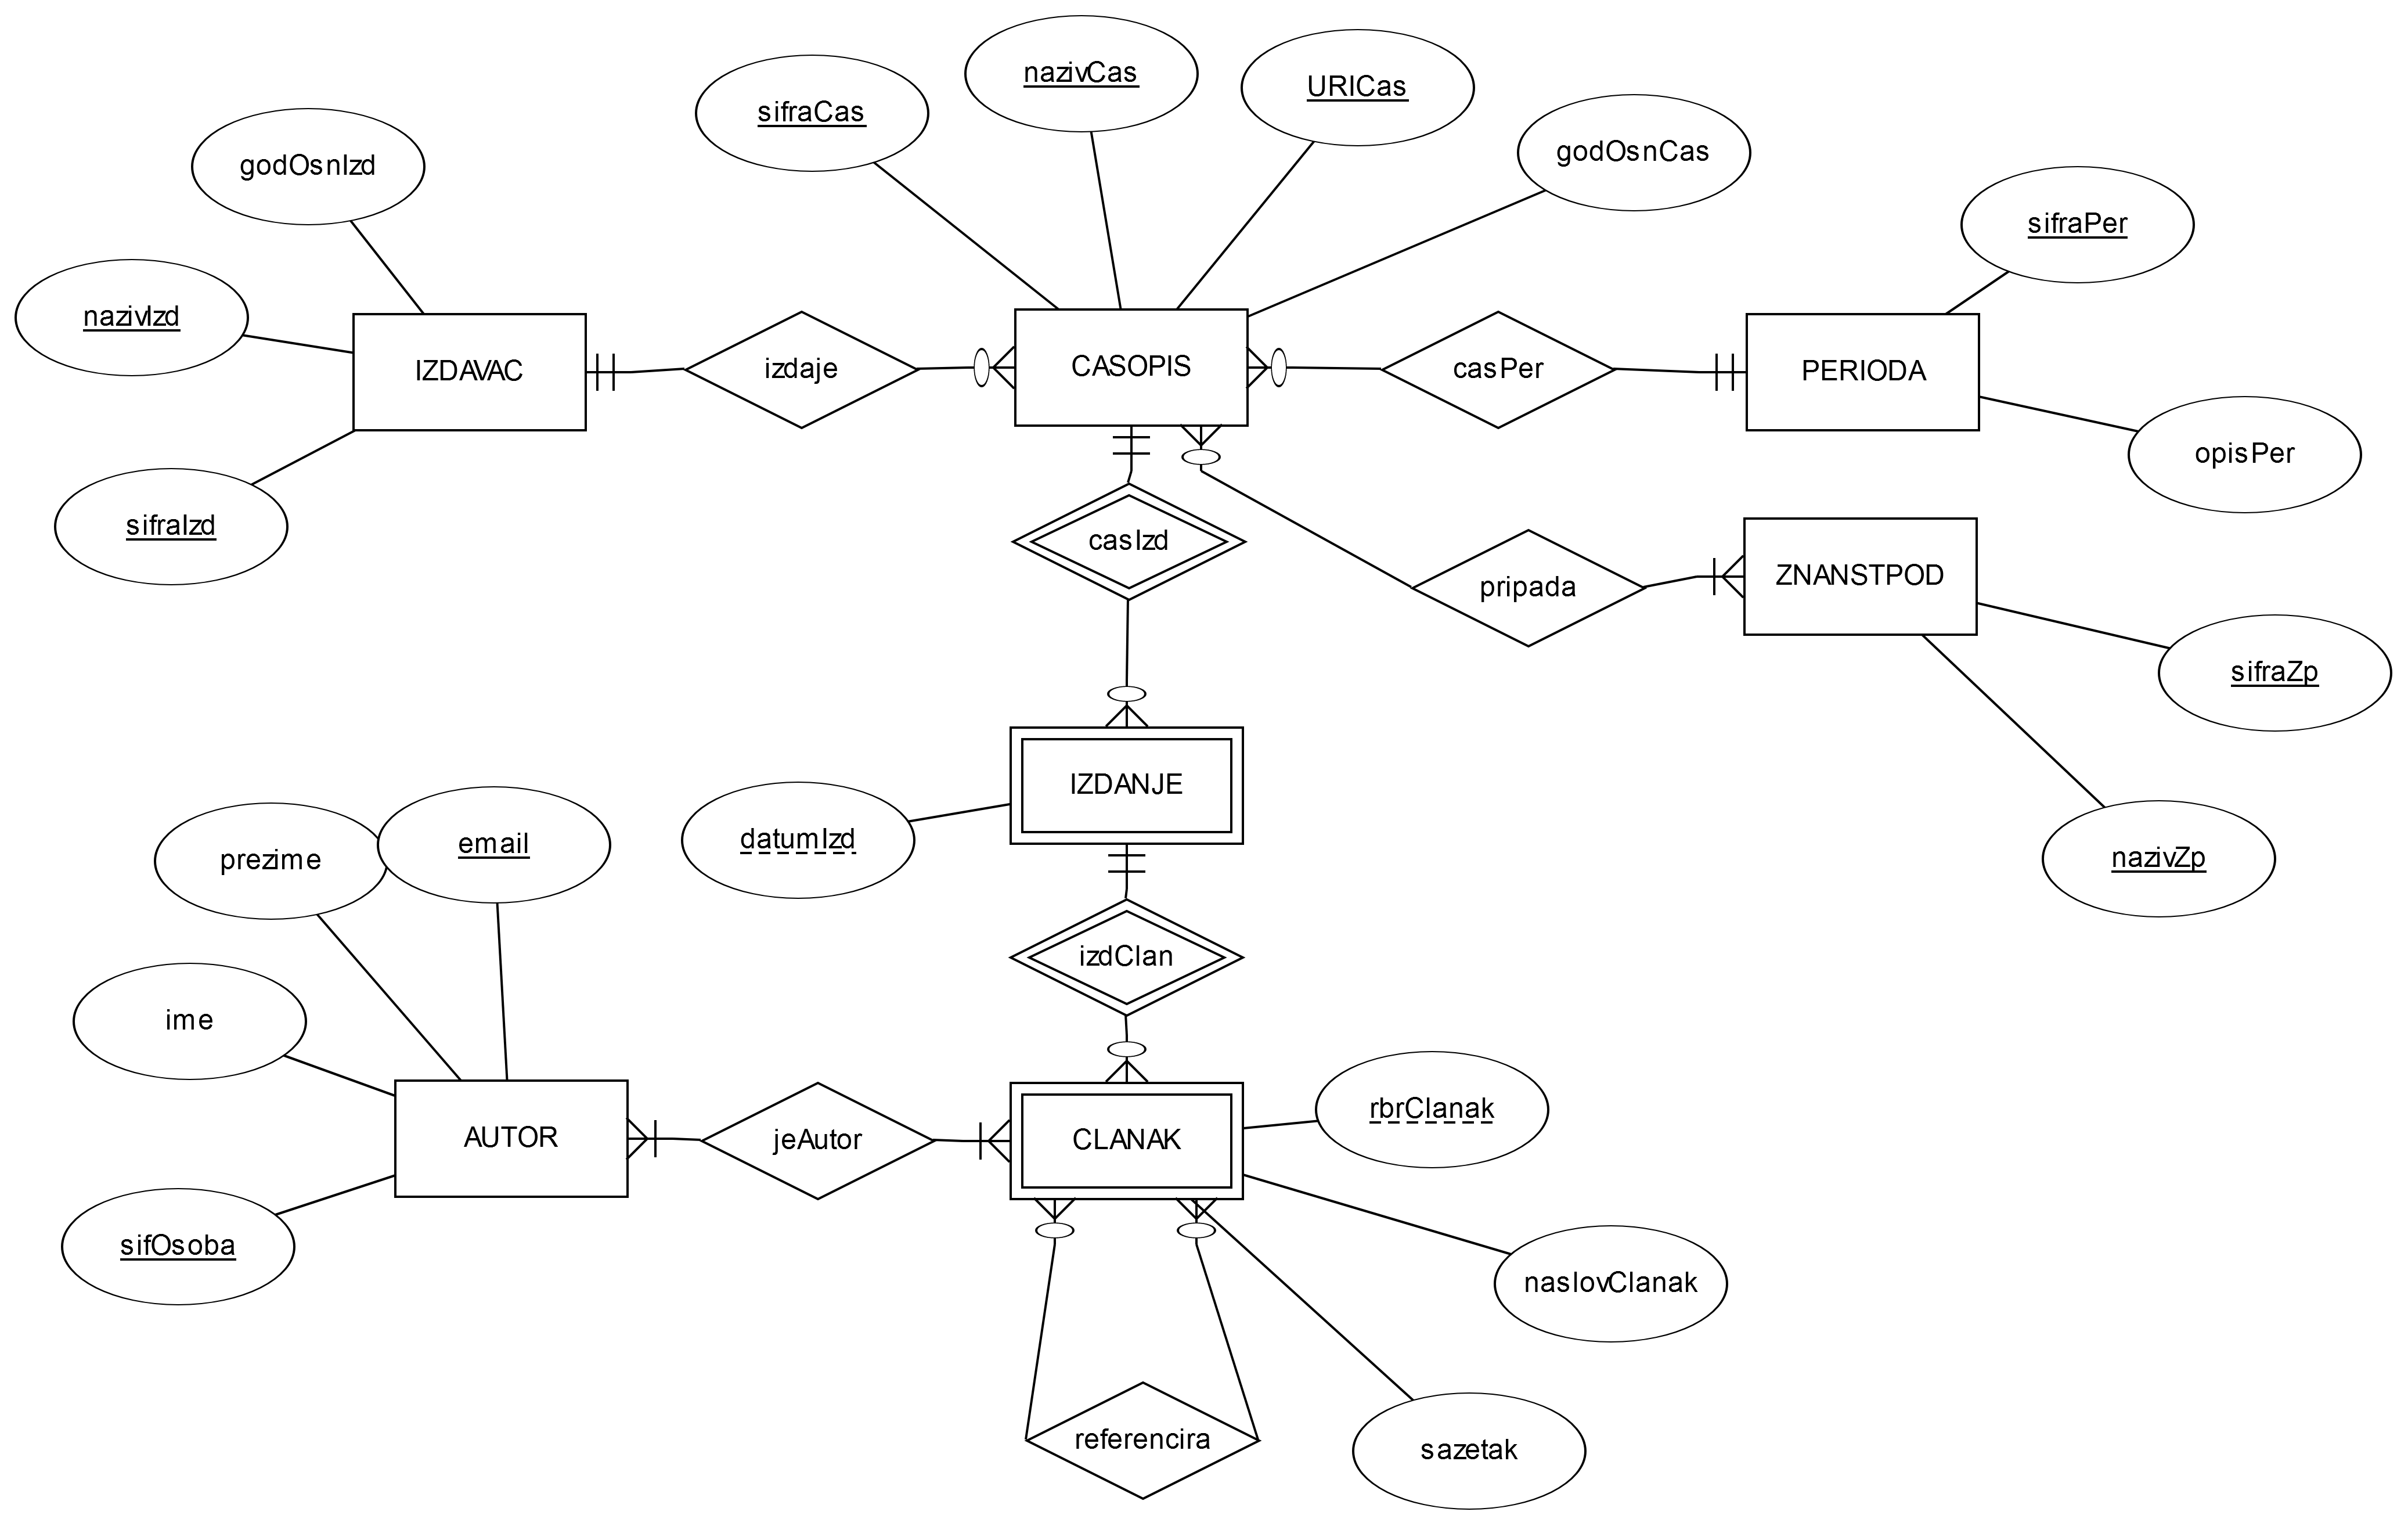 nazivCas
URICas
sifraCas
godOsnCas
godOsnIzd
sifraPer
nazivIzd
IZDAVAC
izdaje
CASOPIS
casPer
PERIODA
opisPer
sifraIzd
casIzd
pripada
ZNANSTPOD
sifraZp
IZDANJE
datumIzd
prezime
email
nazivZp
izdClan
ime
rbrClanak
AUTOR
jeAutor
CLANAK
sifOsoba
naslovClanak
referencira
sazetak